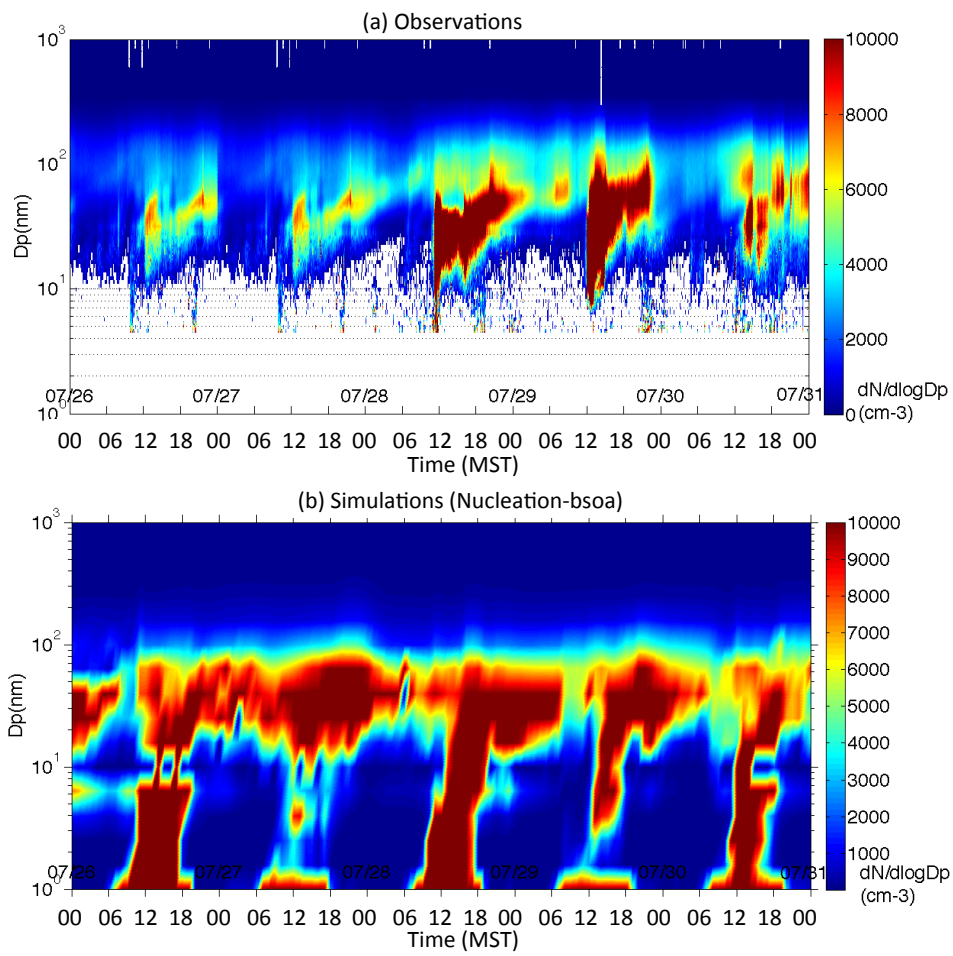 (a) Observations
10³
10²
10¹
10⁰
Dp(nm)
10000
8000
6000
4000
2000
0
dN/dlogDp
(cm-3)
07/26 07/27 07/28 07/29 07/30 07/31
00 06 12 18 00 06 12 18 00 06 12 18 00 06 12 18 00 06 12 18 00
Time (MST)
(b) Simulations (Nucleation-bsoa)
10³
10²
10¹
10⁰
Dp(nm)
10000
9000
8000
7000
6000
5000
4000
3000
2000
1000
dN/dlogDp
(cm-3)
07/26 07/27 07/28 07/29 07/30 07/31
00 06 12 18 00 06 12 18 00 06 12 18 00 06 12 18 00 06 12 18 00
Time (MST)